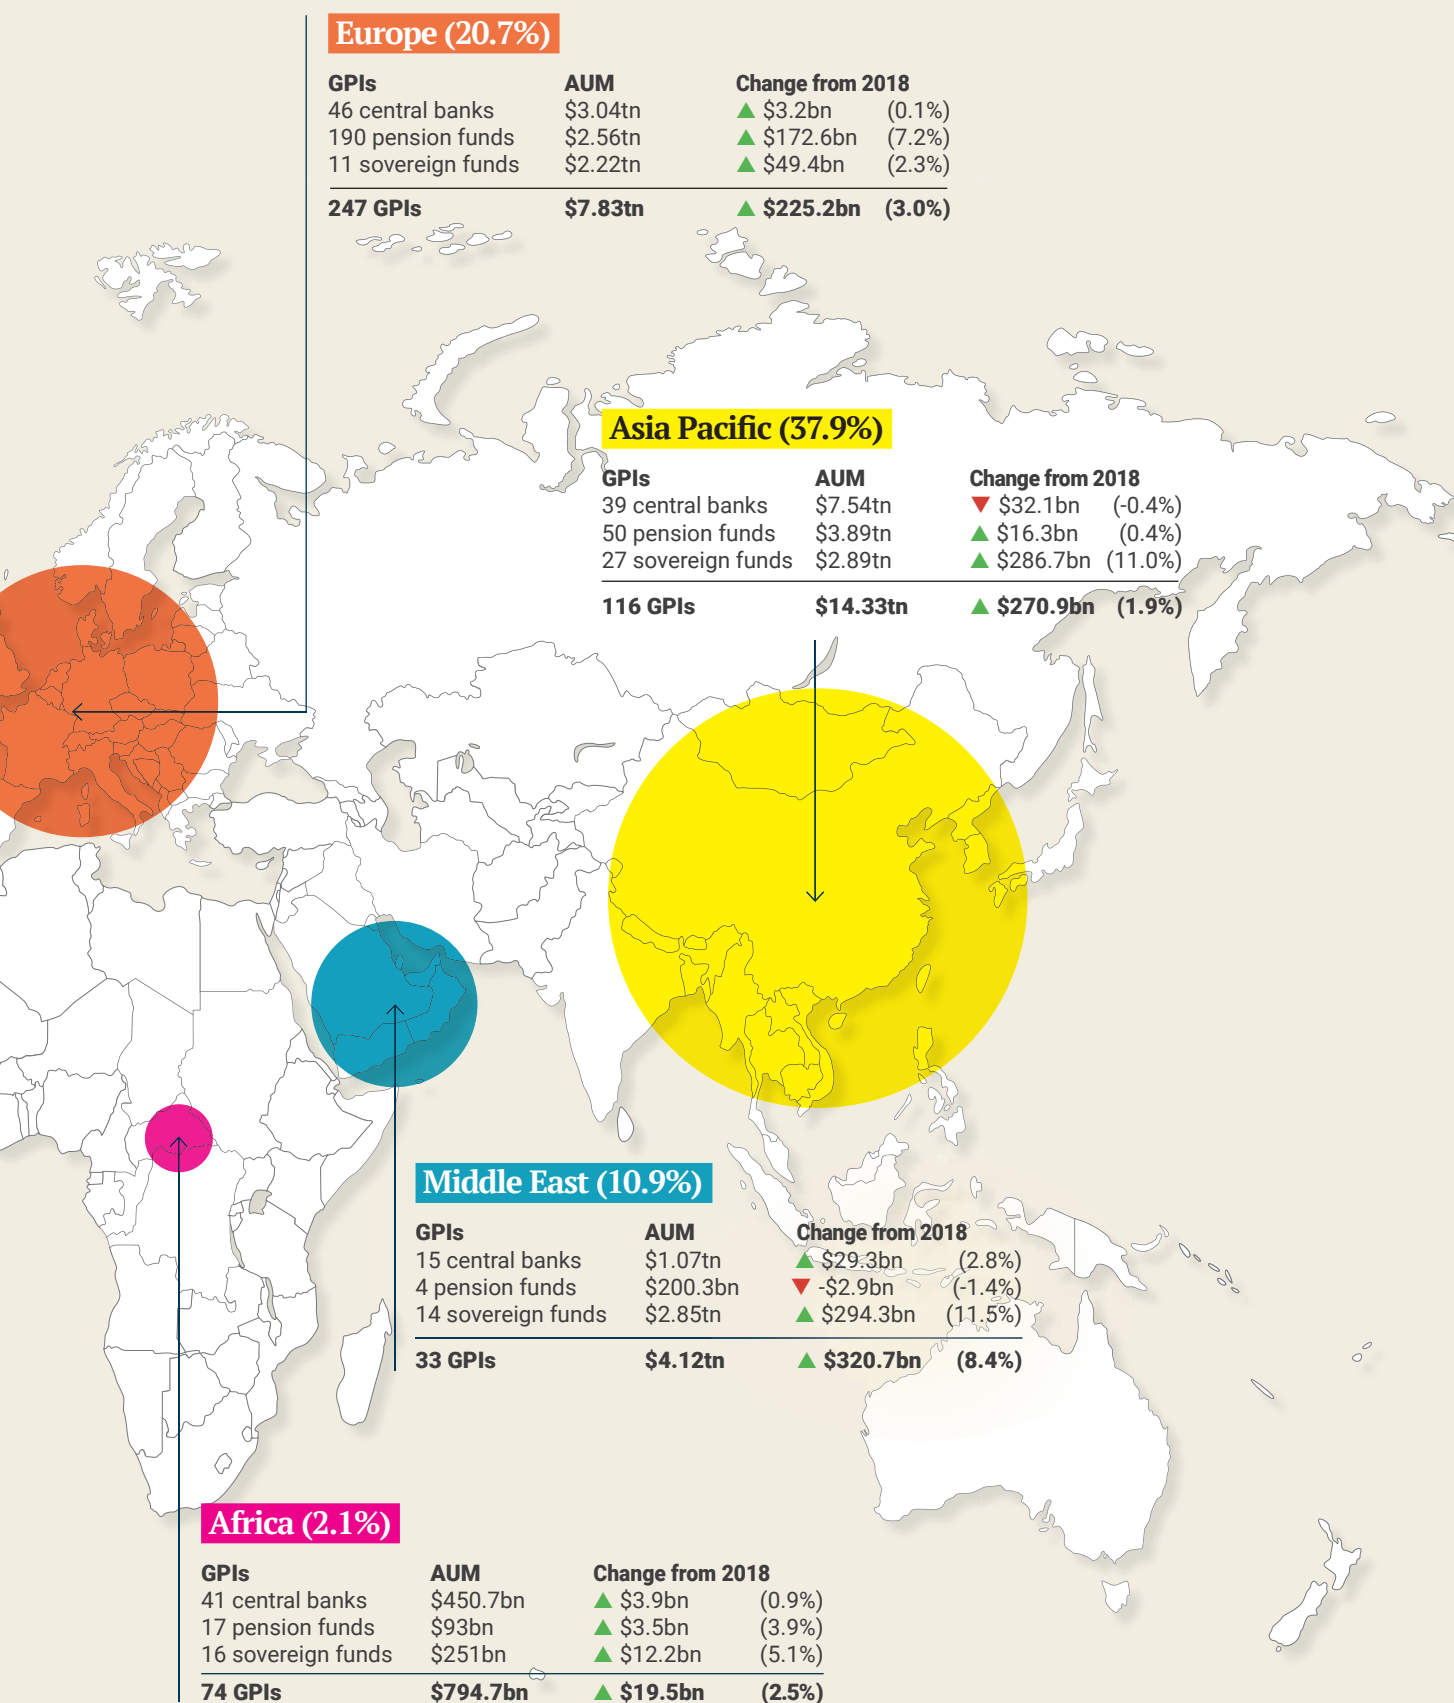 Europe (20.7%)
GPIs AUM Change from 2018
46 central banks $3.04tn ▲ $3.2bn (0.1%)
190 pension funds $2.56tn ▲ $172.6bn (7.2%)
11 sovereign funds $2.22tn ▲ $49.4bn (2.3%)
247 GPIs $7.83tn ▲ $225.2bn (3.0%)
Asia Pacific (37.9%)
GPIs AUM Change from 2018
39 central banks $7.54tn ▼ $32.1bn (-0.4%)
50 pension funds $3.89tn ▲ $16.3bn (0.4%)
27 sovereign funds $2.89tn ▲ $286.7bn (11.0%)
116 GPIs $14.33tn ▲ $270.9bn (1.9%)
Middle East (10.9%)
GPIs AUM Change from 2018
15 central banks $1.07tn ▲ $29.3bn (2.8%)
4 pension funds $200.3bn ▼ -$2.9bn (-1.4%)
14 sovereign funds $2.85tn ▲ $294.3bn (11.5%)
33 GPIs $4.12tn ▲ $320.7bn (8.4%)
Africa (2.1%)
GPIs AUM Change from 2018
41 central banks $450.7bn ▲ $3.9bn (0.9%)
17 pension funds $93bn ▲ $3.5bn (3.9%)
16 sovereign funds $251bn ▲ $12.2bn (5.1%)
74 GPIs $794.7bn ▲ $19.5bn (2.5%)